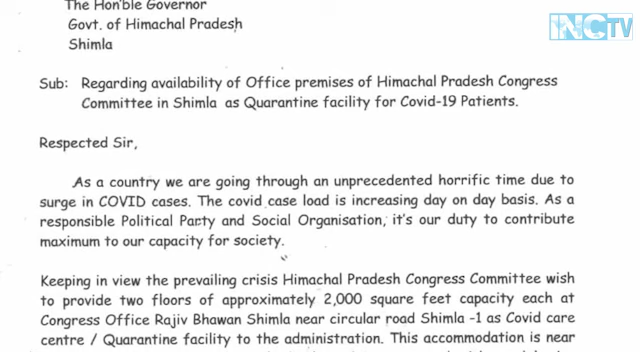 The Hon'ble Governor
INCTV
Govt. of Himachal Pradesh
Shimla
Sub: Regarding availability of Office premises of Himachal Pradesh Congress
Committee in Shimla as Quarantine facility for Covid-19 Patients.
Respected Sir,
As a country we are going through an unprecedented horrific time due to
surge in COVID cases. The covid case load is increasing day on day basis. As a
responsible Political Party and Social Organisation, it's our duty to contribute
maximum to our capacity for society.
Keeping in view the prevailing crisis Himachal Pradesh Congress Committee wish
to provide two floors of approximately 2,000 square feet capacity each at
Congress Office Rajiv Bhawan Shimla near circular road Shimla -1 as Covid care
centre / Quarantine facility to the administration. This accommodation is near